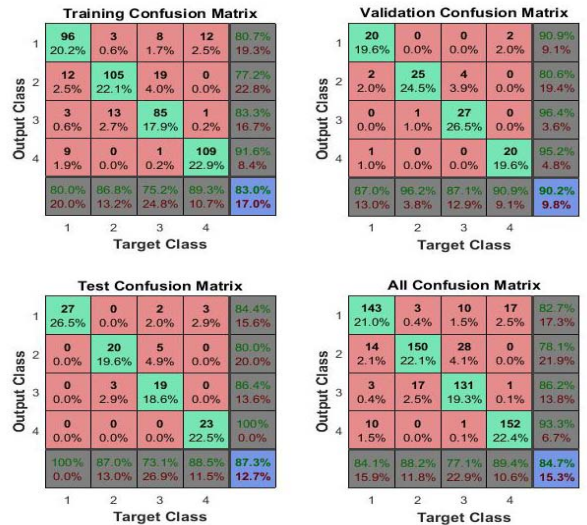 Training Confusion Matrix
1 96 3 8 12 80.7%
20.2% 0.6% 1.7% 2.5% 19.3%
2 12 105 19 0 77.2%
2.5% 22.1% 4.0% 0.0% 22.8%
3 3 13 85 1 83.3%
0.6% 2.7% 17.9% 0.2% 16.7%
4 9 0 1 109 91.6%
1.9% 0.0% 0.2% 22.9% 8.4%
80.0% 86.8% 75.2% 89.3% 83.0%
20.0% 13.2% 24.8% 10.7% 17.0%
1 2 3 4
Target Class
Output Class
Validation Confusion Matrix
1 20 0 0 2 90.9%
19.6% 0.0% 0.0% 2.0% 9.1%
2 2 25 4 0 80.6%
2.0% 24.5% 3.9% 0.0% 19.4%
3 0 1 27 0 96.4%
0.0% 1.0% 26.5% 0.0% 3.6%
4 1 0 0 20 95.2%
1.0% 0.0% 0.0% 19.6% 4.8%
87.0% 96.2% 87.1% 90.9% 90.2%
13.0% 3.8% 12.9% 9.1% 9.8%
1 2 3 4
Target Class
Output Class
Test Confusion Matrix
1 27 0 2 3 84.4%
26.5% 0.0% 2.0% 2.9% 15.6%
2 0 20 5 0 80.0%
0.0% 19.6% 4.9% 0.0% 20.0%
3 0 3 19 0 86.4%
0.0% 2.9% 18.6% 0.0% 13.6%
4 0 0 0 23 100%
0.0% 0.0% 0.0% 22.5% 0.0%
100% 87.0% 73.1% 88.5% 87.3%
0.0% 13.0% 26.9% 11.5% 12.7%
1 2 3 4
Target Class
Output Class
All Confusion Matrix
1 143 3 10 17 82.7%
21.0% 0.4% 1.5% 2.5% 17.3%
2 14 150 28 0 78.1%
2.1% 22.1% 4.1% 0.0% 21.9%
3 3 17 131 1 86.2%
0.4% 2.5% 19.3% 0.1% 13.8%
4 10 0 1 152 93.3%
1.5% 0.0% 0.1% 22.4% 6.7%
84.1% 88.2% 77.1% 89.4% 84.7%
15.9% 11.8% 22.9% 10.6% 15.3%
1 2 3 4
Target Class
Output Class